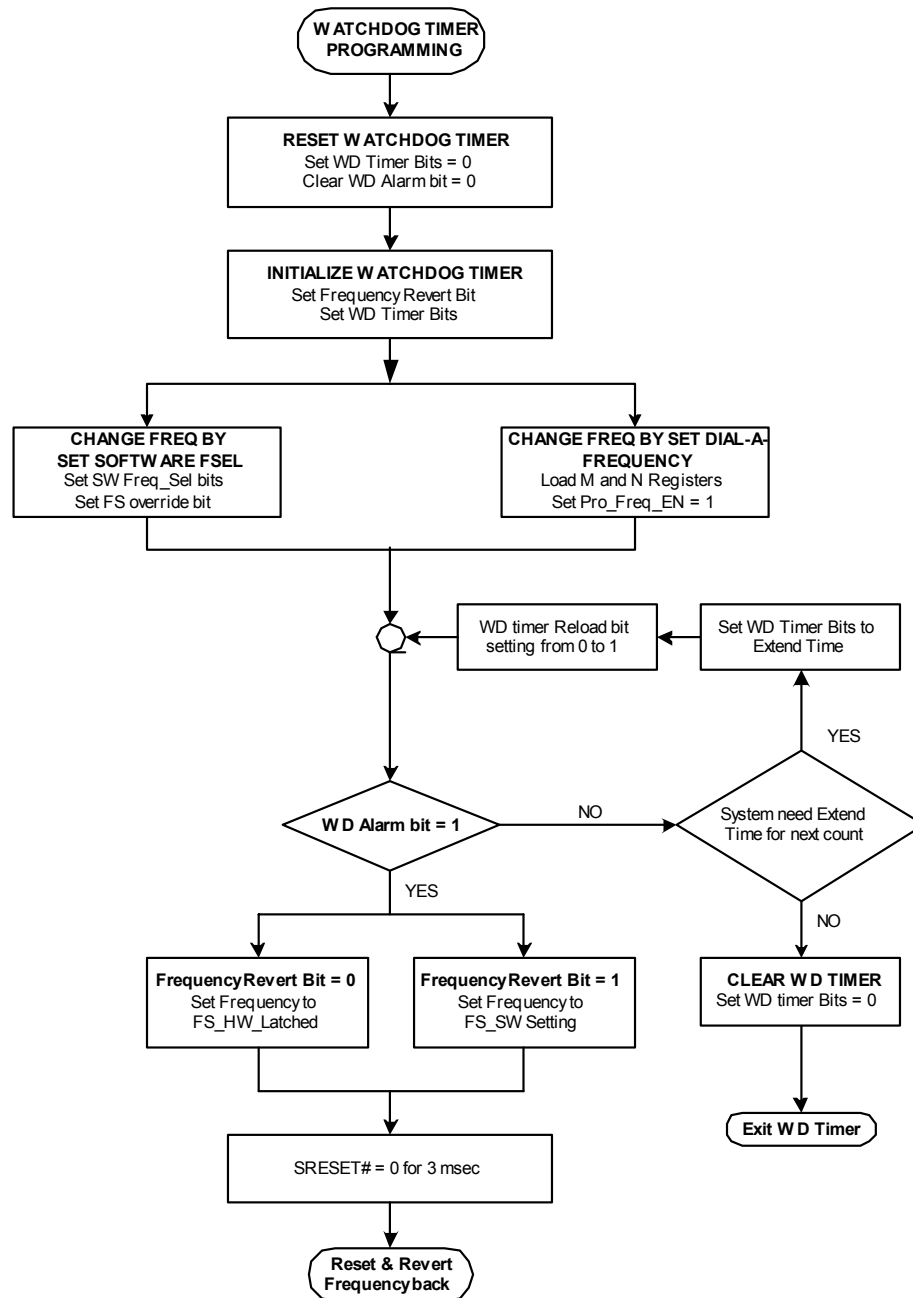 WATCHDOG TIMER
PROGRAMMING
RESET WATCHDOG TIMER
Set WD Timer Bits = 0
Clear WD Alarm bit = 0
INITIALIZE WATCHDOG TIMER
Set Frequency Revert Bit
Set WD Timer Bits
CHANGE FREQ BY
SET SOFTWARE FSEL
Set SW Freq_Sel bits
Set FS override bit
CHANGE FREQ BY SET DIAL-A-
FREQUENCY
Load M and N Registers
Set Pro_Freq_EN = 1
WD timer Reload bit
setting from 0 to 1
Set WD Timer Bits to
Extend Time
YES
WD Alarm bit = 1
NO
System need Extend
Time for next count
YES
NO
FrequencyRevert Bit = 0
Set Frequency to
FS_HW_Latched
FrequencyRevert Bit = 1
Set Frequency to
FS_SW Setting
CLEAR WD TIMER
Set WD timer Bits = 0
Exit WD Timer
SRESET# = 0 for 3 msec
Reset & Revert
Frequencyback